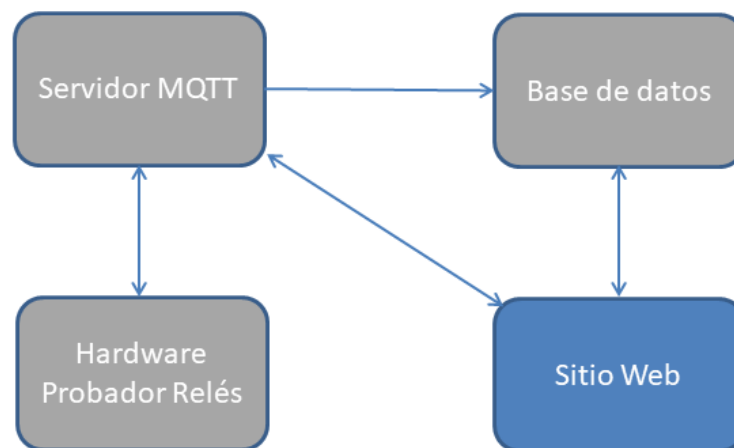 Servidor MQTT
Base de datos
Hardware
Probador Relés
Sitio Web